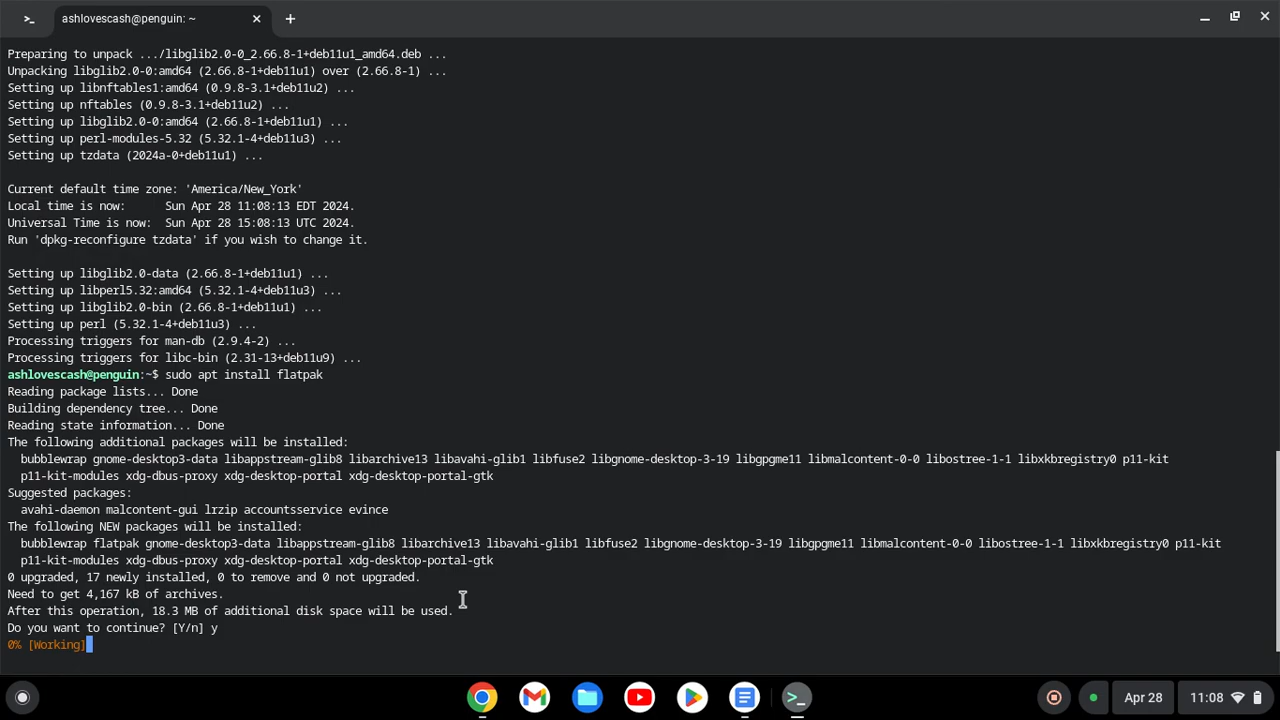 ashlovescash@penguin: ~
Preparing to unpack .../libglib2.0-0_2.66.8-1+deb11u1_amd64.deb ...
Unpacking libglib2.0-0:amd64 (2.66.8-1+deb11u1) over (2.66.8-1) ...
Setting up libnftables1:amd64 (0.9.8-3.1+deb11u2) ...
Setting up nftables (0.9.8-3.1+deb11u2) ...
Setting up libglib2.0-0:amd64 (2.66.8-1+deb11u1) ...
Setting up perl-modules-5.32 (5.32.1-4+deb11u3) ...
Setting up tzdata (2024a-0+deb11u1) ...
Current default time zone: 'America/New_York'
Local time is now:      Sun Apr 28 11:08:13 EDT 2024.
Universal Time is now:  Sun Apr 28 15:08:13 UTC 2024.
Run 'dpkg-reconfigure tzdata' if you wish to change it.
Setting up libglib2.0-data (2.66.8-1+deb11u1) ...
Setting up libperl5.32:amd64 (5.32.1-4+deb11u3) ...
Setting up libglib2.0-bin (2.66.8-1+deb11u1) ...
Setting up perl (5.32.1-4+deb11u3) ...
Processing triggers for man-db (2.9.4-2) ...
Processing triggers for libc-bin (2.31-13+deb11u9) ...
ashlovescash@penguin:~$ sudo apt install flatpak
Reading package lists... Done
Building dependency tree... Done
Reading state information... Done
The following additional packages will be installed:
  bubblewrap gnome-desktop3-data libappstream-glib8 libarchive13 libavahi-glib1 libfuse2 libgnome-desktop-3-19 libgpgme11 libmalcontent-0-0 libostree-1-1 libxkbregistry0 p11-kit
  p11-kit-modules xdg-dbus-proxy xdg-desktop-portal xdg-desktop-portal-gtk
Suggested packages:
  avahi-daemon malcontent-gui lrzip accountsservice evince
The following NEW packages will be installed:
  bubblewrap flatpak gnome-desktop3-data libappstream-glib8 libarchive13 libavahi-glib1 libfuse2 libgnome-desktop-3-19 libgpgme11 libmalcontent-0-0 libostree-1-1 libxkbregistry0 p11-kit
  p11-kit-modules xdg-dbus-proxy xdg-desktop-portal xdg-desktop-portal-gtk
0 upgraded, 17 newly installed, 0 to remove and 0 not upgraded.
Need to get 4,167 kB of archives.
After this operation, 18.3 MB of additional disk space will be used.
Do you want to continue? [Y/n] y
0% [Working]
Apr 28
11:08